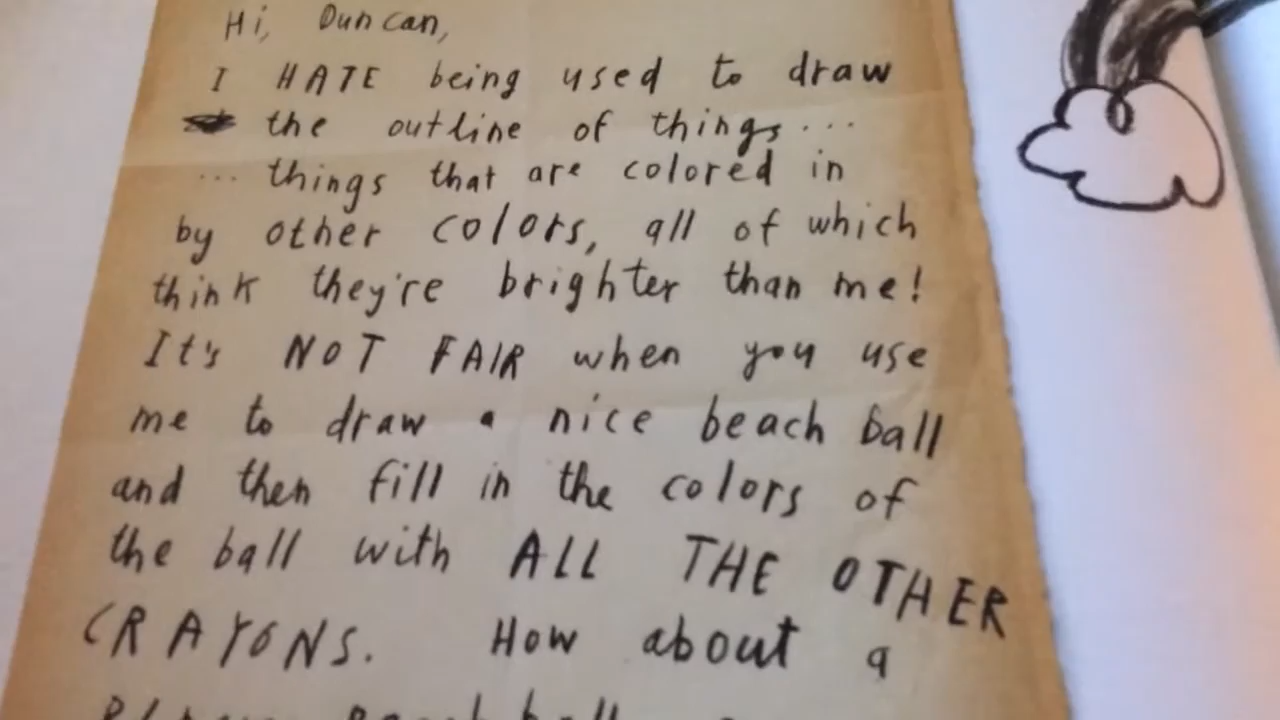 Hi, Duncan,
I HATE being used to draw
the outline of things...
...things that are colored in
by other colors, all of which
think they're brighter than me!
It's NOT FAIR when you use
me to draw a nice beach ball
and then fill in the colors of
the ball with ALL THE OTHER
CRAYONS. How about a